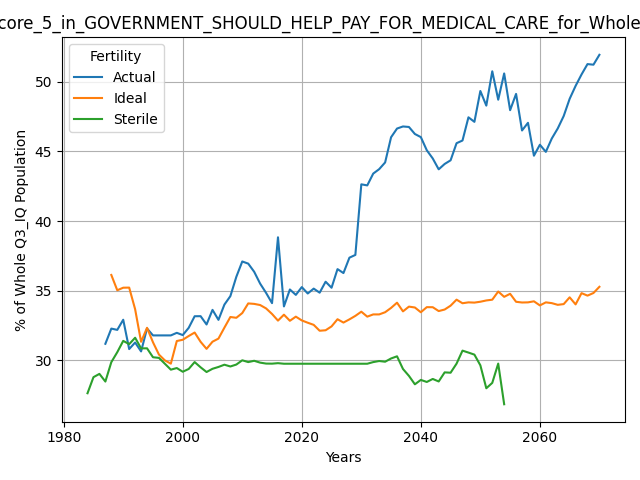 core_5_in_GOVERNMENT_SHOULD_HELP_PAY_FOR_MEDICAL_CARE_for_Whole
Fertility
Actual
Ideal
Sterile
% of Whole Q3_IQ Population
50
45
40
35
30
1980 2000 2020 2040 2060
Years